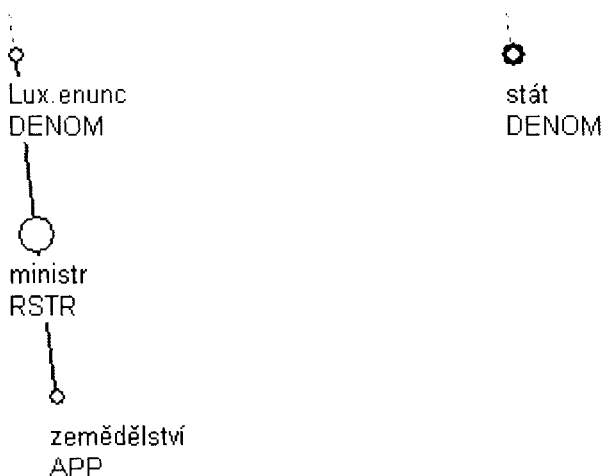 Lux.enunc
DENOM
stát
DENOM
ministr
RSTR
zemědělství
APP